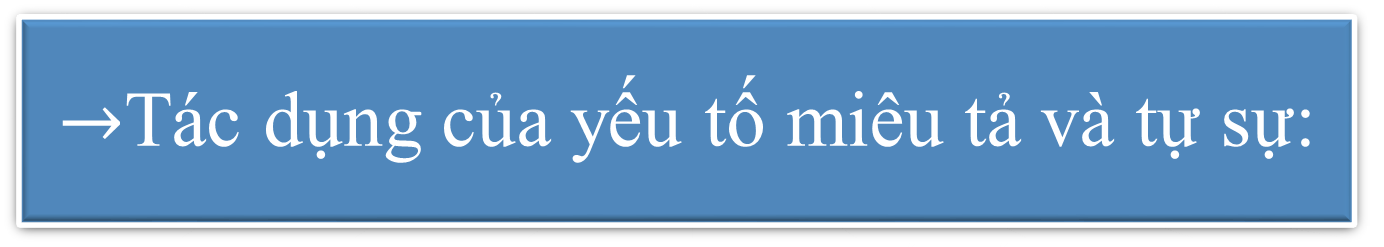 →Tác dụng của yếu tố miêu tả và tự sự: